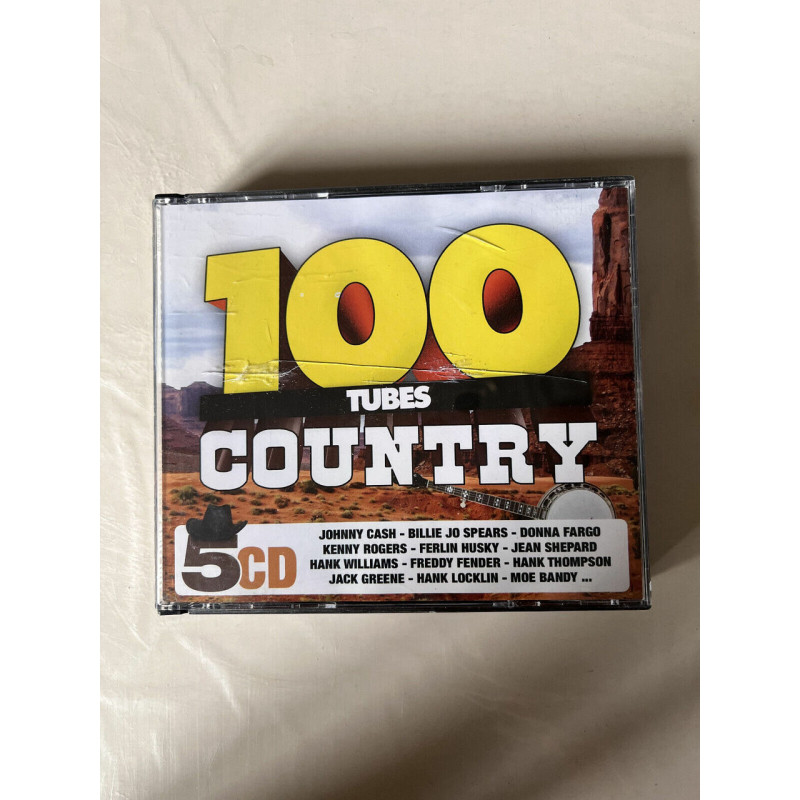 100
TUBES
COUNTRY
5CD
JOHNNY CASH - BILLIE JO SPEARS - DONNA FARGO
KENNY ROGERS - FERLIN HUSKY - JEAN SHEPARD
HANK WILLIAMS - FREDDY FENDER - HANK THOMPSON
JACK GREENE - HANK LOCKLIN - MOE BANDY ...